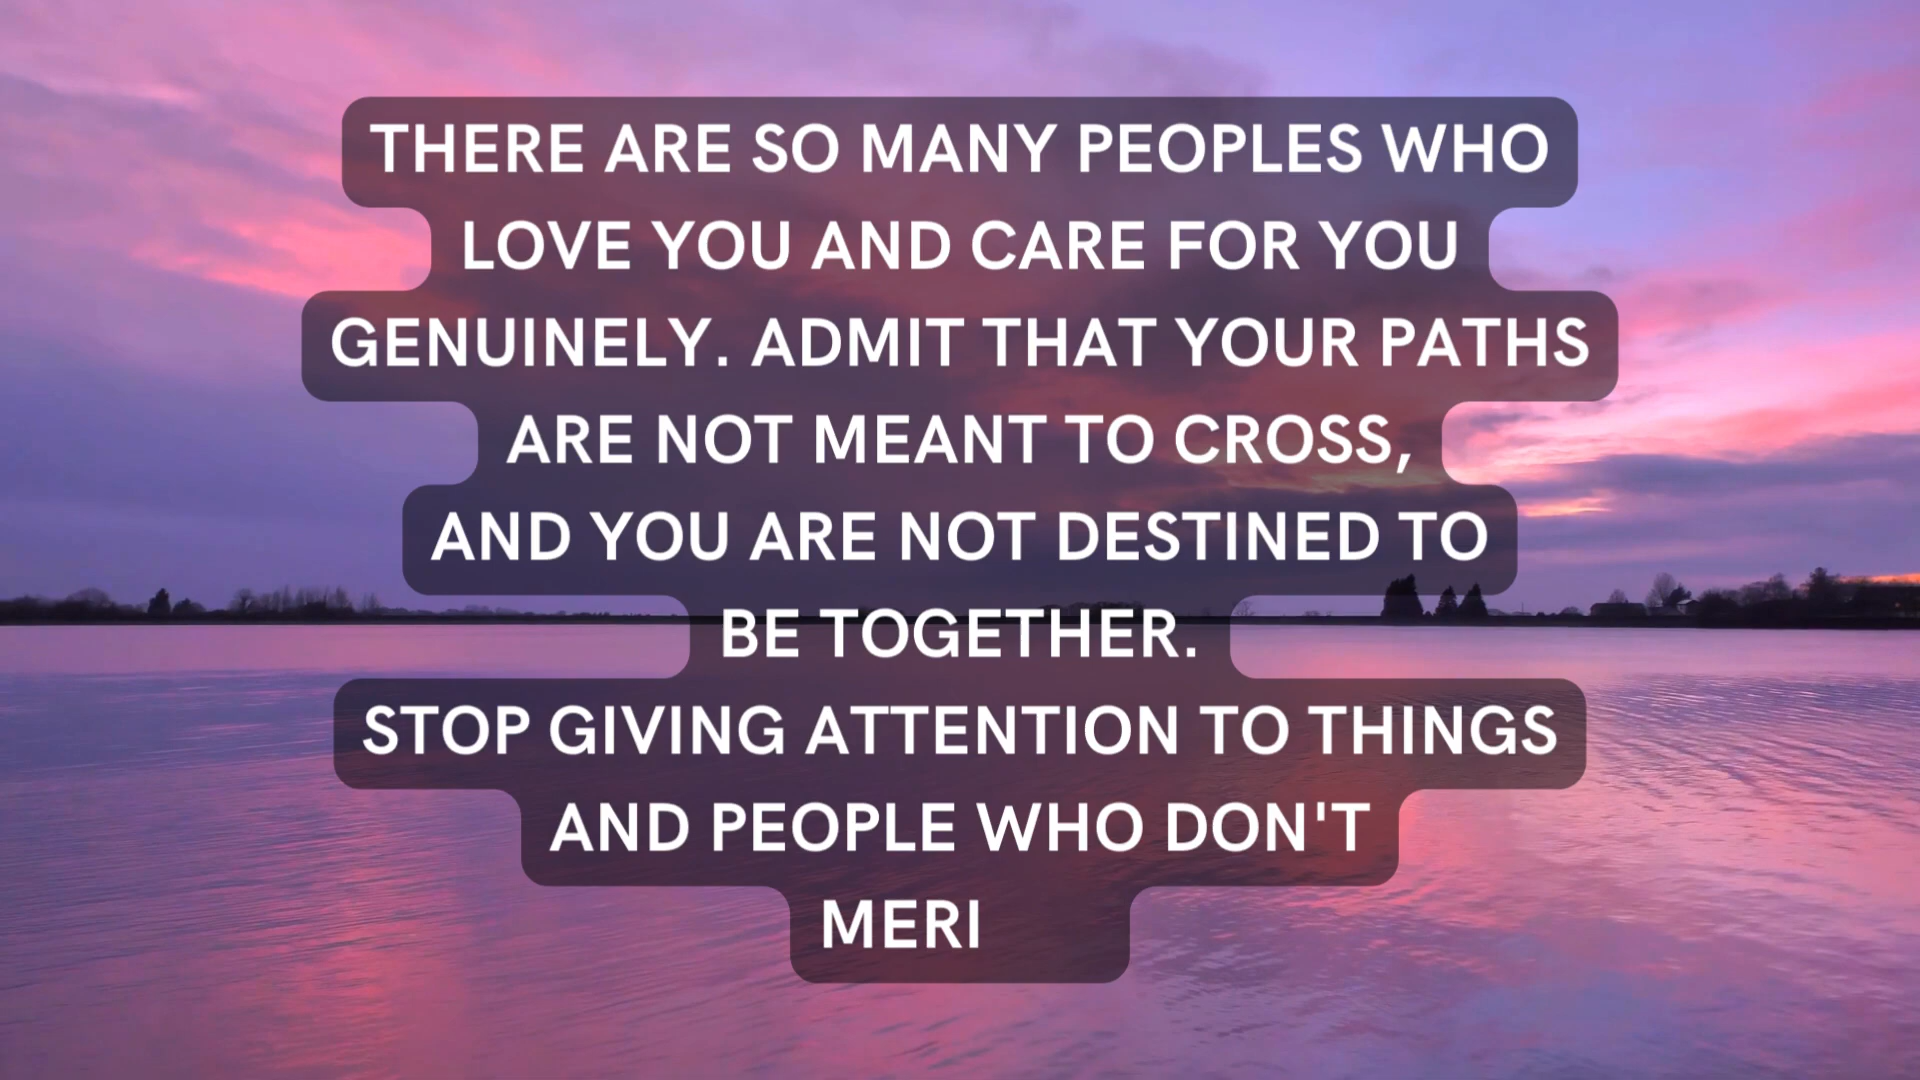 THERE ARE SO MANY PEOPLES WHO
LOVE YOU AND CARE FOR YOU
GENUINELY. ADMIT THAT YOUR PATHS
ARE NOT MEANT TO CROSS,
AND YOU ARE NOT DESTINED TO
BE TOGETHER.
STOP GIVING ATTENTION TO THINGS
AND PEOPLE WHO DON'T
MERI